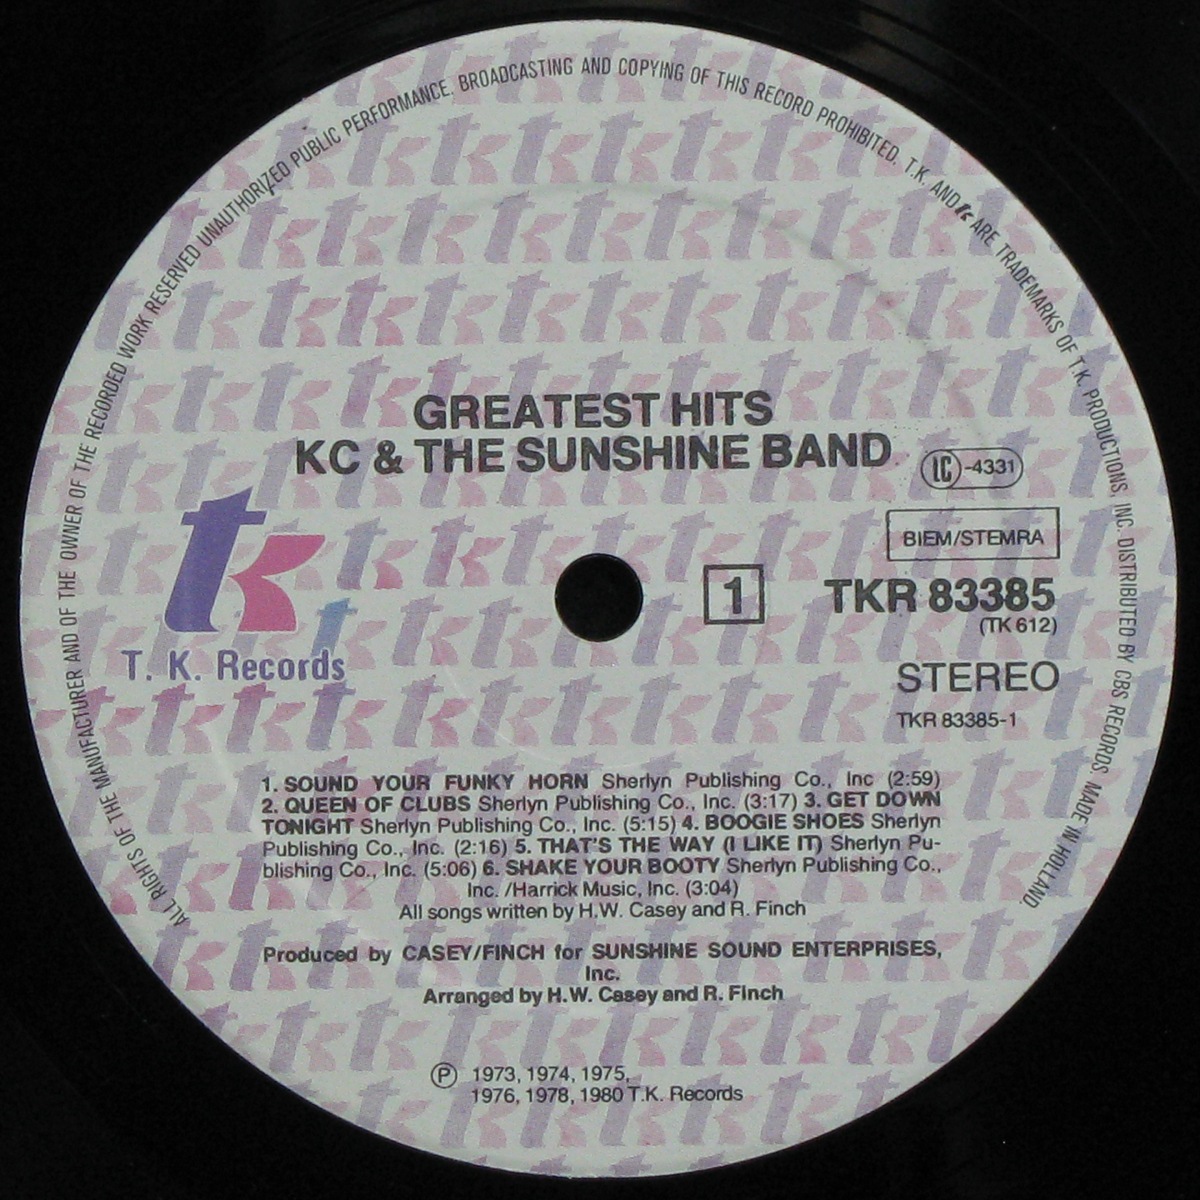 ALL RIGHTS OF THE MANUFACTURER AND OF THE OWNER OF THE RECORDED WORK RESERVED UNAUTHORIZED PUBLIC PERFORMANCE. BROADCASTING AND COPYING OF THIS RECORD PROHIBITED. T.K. AND tk ARE TRADEMARKS OF T.K. PRODUCTIONS, INC. DISTRIBUTED BY CBS RECORDS. MADE IN HOLLAND.
GREATEST HITS
KC & THE SUNSHINE BAND
LC-4331
BIEM/STEMRA
tk
T. K. Records
1
TKR 83385
(TK 612)
STEREO
TKR 83385-1
1. SOUND YOUR FUNKY HORN Sherlyn Publishing Co., Inc (2:59)
2. QUEEN OF CLUBS Sherlyn Publishing Co., Inc. (3:17) 3. GET DOWN
TONIGHT Sherlyn Publishing Co., Inc. (5:15) 4. BOOGIE SHOES Sherlyn
Publishing Co., Inc. (2:16) 5. THAT'S THE WAY (I LIKE IT) Sherlyn Pu-
blishing Co., Inc. (5:06) 6. SHAKE YOUR BOOTY Sherlyn Publishing Co.,
Inc. /Harrick Music, Inc. (3:04)
All songs written by H.W. Casey and R. Finch
Produced by CASEY/FINCH for SUNSHINE SOUND ENTERPRISES,
Inc.
Arranged by H.W. Casey and R. Finch
℗ 1973, 1974, 1975,
1976, 1978, 1980 T.K. Records